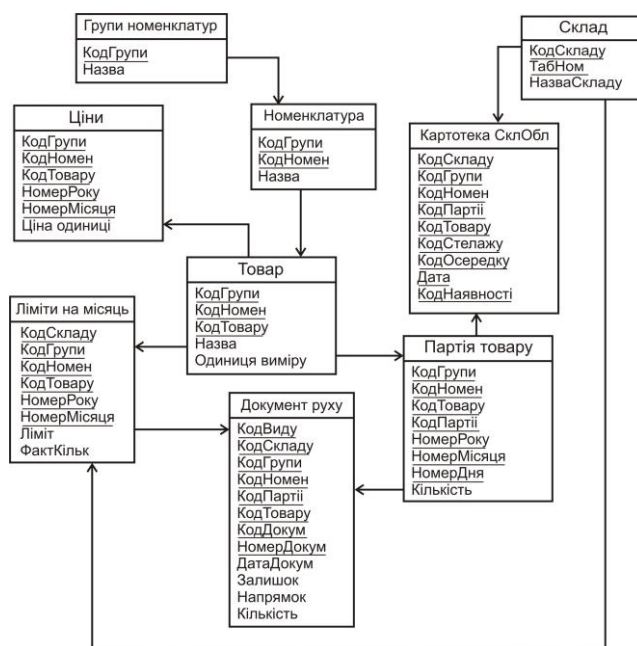 Групи номенклатур
КодГрупи
Назва
Склад
КодСкладу
ТабНом
НазваСкладу
Ціни
КодГрупи
КодНомен
КодТовару
НомерРоку
НомерМісяця
Ціна одиниці
Номенклатура
КодГрупи
КодНомен
Назва
Картотека СклОбл
КодСкладу
КодГрупи
КодНомен
КодПартії
КодТовару
КодСтелажу
КодОсередку
Дата
КодНаявності
Товар
КодГрупи
КодНомен
КодТовару
Назва
Одиниця виміру
Ліміти на місяць
КодСкладу
КодГрупи
КодНомен
КодТовару
НомерРоку
НомерМісяця
Ліміт
ФактКільк
Партія товару
КодГрупи
КодНомен
КодТовару
КодПартії
НомерРоку
НомерМісяця
НомерДня
Кількість
Документ руху
КодВиду
КодСкладу
КодГрупи
КодНомен
КодПартії
КодТовару
КодДокум
НомерДокум
ДатаДокум
Залишок
Напрямок
Кількість